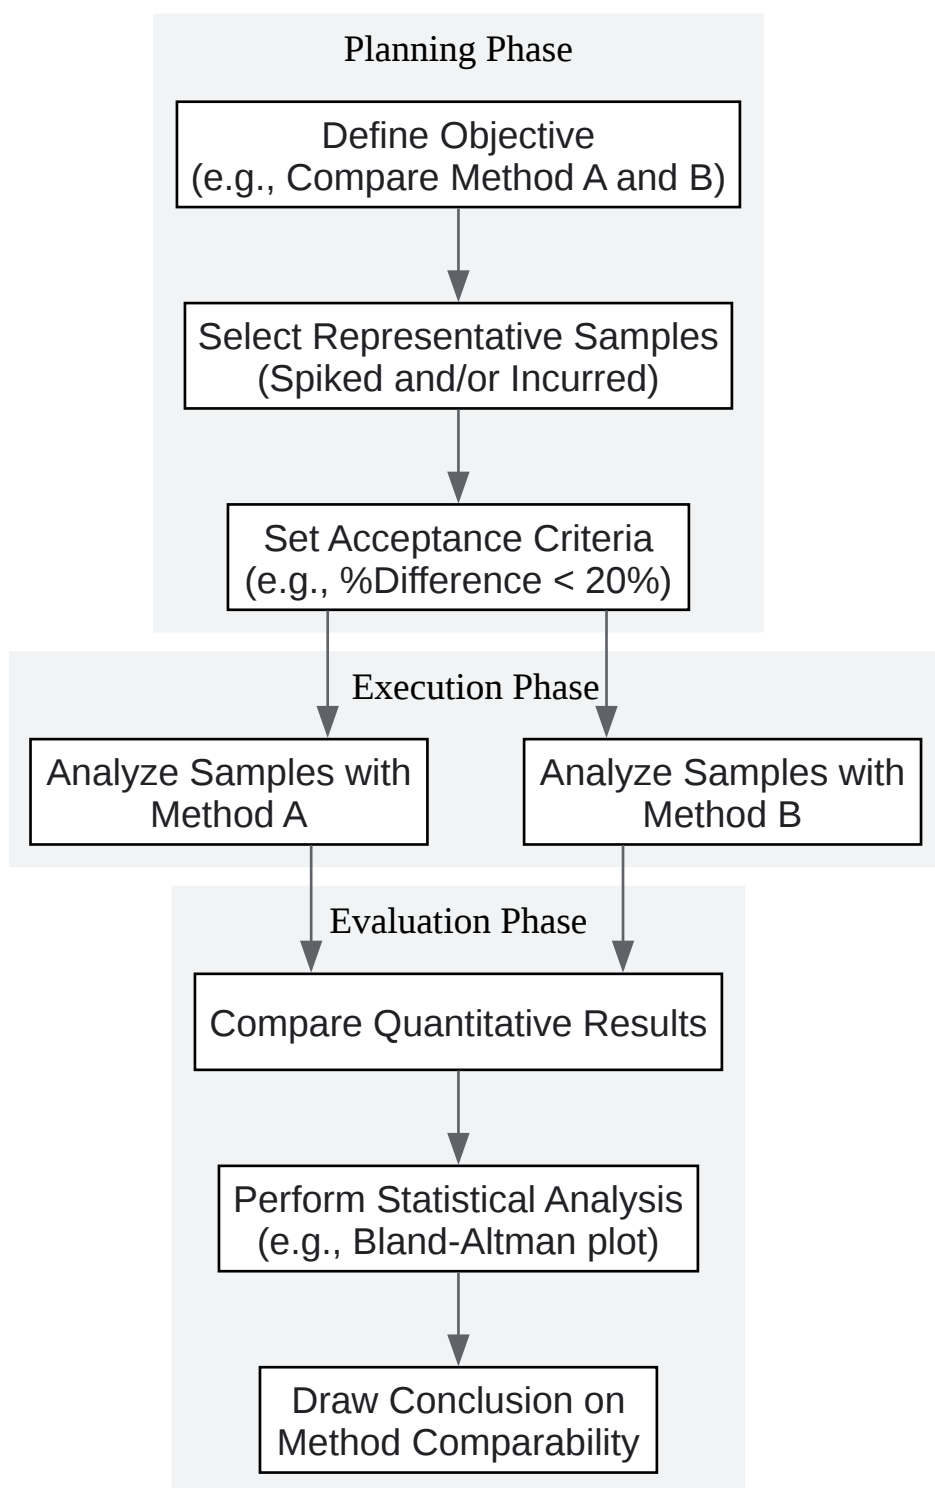 Planning Phase
Define Objective
(e.g., Compare Method A and B)
Select Representative Samples
(Spiked and/or Incurred)
Set Acceptance Criteria
(e.g., %Difference < 20%)
Execution Phase
Analyze Samples with
Method A
Analyze Samples with
Method B
Evaluation Phase
Compare Quantitative Results
Perform Statistical Analysis
(e.g., Bland-Altman plot)
Draw Conclusion on
Method Comparability